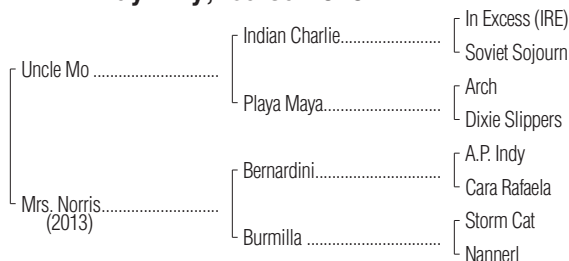 In Excess (IRE)
Indian Charlie
Soviet Sojourn
Uncle Mo
Arch
Playa Maya
Dixie Slippers
A.P. Indy
Bernardini
Cara Rafaela
Mrs. Norris
(2013)
Storm Cat
Burmilla
Nannerl